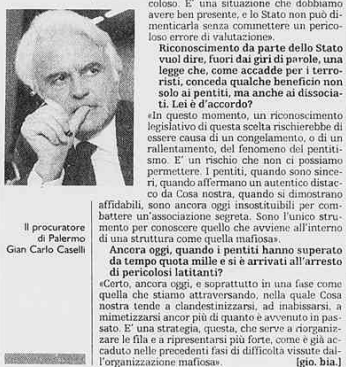 coloso. E' una situazione che dobbiamo
avere ben presente, e lo Stato non può di-
menticarla senza commettere un perico-
loso errore di valutazione».
Riconoscimento da parte dello Stato
vuol dire, fuori dai giri di parole, una
legge che, come accadde per i terro-
risti, conceda qualche beneficio non
solo ai pentiti, ma anche ai dissocia-
ti. Lei è d'accordo?
«In questo momento, un riconoscimento
legislativo di questa scelta rischierebbe di
essere causa di un congelamento, o di un
rallentamento, del fenomeno del pentiti-
smo. E' un rischio che non ci possiamo
permettere. I pentiti, quando sono since-
ri, quando affermano un autentico distac-
co da Cosa nostra, quando si dimostrano
affidabili, sono ancora oggi insostituibili per com-
battere un'associazione segreta. Sono l'unico stru-
mento per conoscere quello che avviene all'interno
di una struttura come quella mafiosa».
Ancora oggi, quando i pentiti hanno superato
da tempo quota mille e si è arrivati all'arresto
di pericolosi latitanti?
«Certo, ancora oggi, e soprattutto in una fase come
quella che stiamo attraversando, nella quale Cosa
nostra tende a clandestinizzarsi, ad inabissarsi, a
mimetizzarsi ancor più di quanto è avvenuto in pas-
sato. E' una strategia, questa, che serve a riorganiz-
zare le fila e a ripresentarsi più forte, come è già ac-
caduto nelle precedenti fasi di difficoltà vissute dal-
l'organizzazione mafiosa». [gio. bia.]
Il procuratore
di Palermo
Gian Carlo Caselli